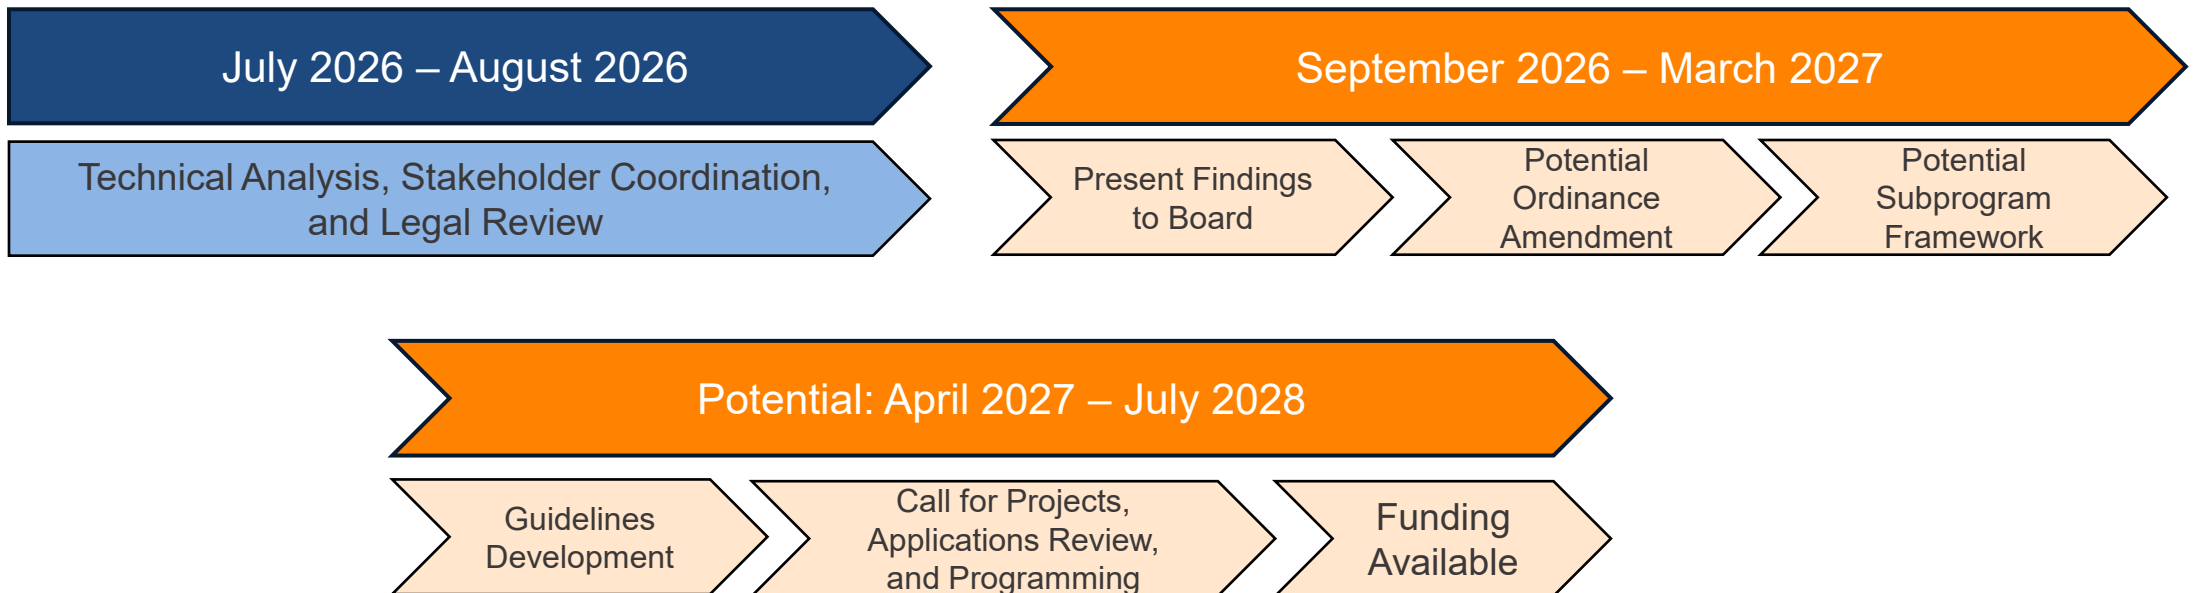 July 2026 – August 2026
September 2026 – March 2027
Technical Analysis, Stakeholder Coordination,
and Legal Review
Present Findings
to Board
Potential
Ordinance
Amendment
Potential
Subprogram
Framework
Potential: April 2027 – July 2028
Guidelines
Development
Call for Projects,
Applications Review,
and Programming
Funding
Available